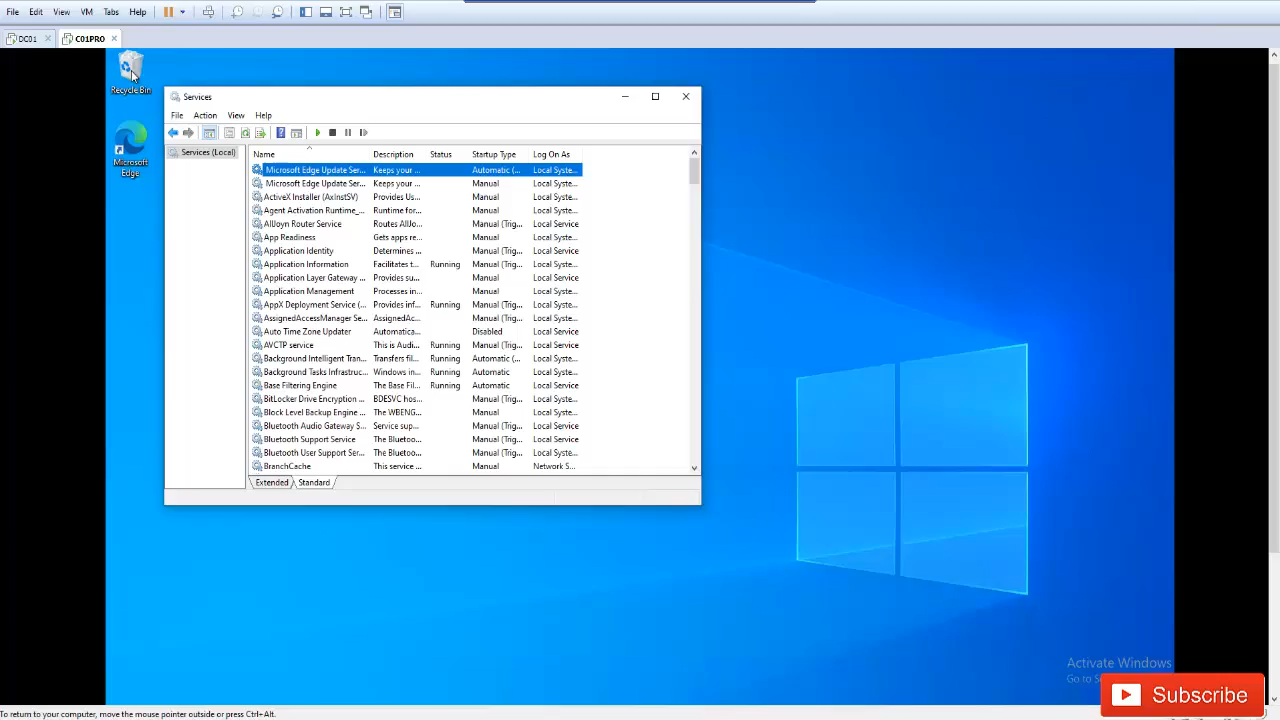 File Edit View VM Tabs Help
DC01 C01PRO
Recycle Bin
Microsoft Edge
Services
File Action View Help
Services (Local)
Name Description Status Startup Type Log On As
Microsoft Edge Update Ser... Keeps your ... Automatic (... Local Syste...
Microsoft Edge Update Ser... Keeps your ... Manual Local Syste...
ActiveX Installer (AxInstSV) Provides Us... Manual Local Syste...
Agent Activation Runtime_... Runtime for... Manual Local Syste...
AllJoyn Router Service Routes AllJo... Manual (Trig... Local Service
App Readiness Gets apps re... Manual Local Syste...
Application Identity Determines ... Manual (Trig... Local Service
Application Information Facilitates t... Running Manual (Trig... Local Syste...
Application Layer Gateway ... Provides su... Manual Local Service
Application Management Processes in... Manual Local Syste...
AppX Deployment Service (... Provides inf... Running Manual (Trig... Local Syste...
AssignedAccessManager Se... AssignedAc... Manual (Trig... Local Syste...
Auto Time Zone Updater Automatica... Disabled Local Service
AVCTP service This is Audi... Running Manual (Trig... Local Service
Background Intelligent Tran... Transfers fil... Running Automatic (... Local Syste...
Background Tasks Infrastruc... Windows in... Running Automatic Local Syste...
Base Filtering Engine The Base Fil... Running Automatic Local Service
BitLocker Drive Encryption ... BDESVC hos... Manual (Trig... Local Syste...
Block Level Backup Engine ... The WBENG... Manual Local Syste...
Bluetooth Audio Gateway S... Service sup... Manual (Trig... Local Service
Bluetooth Support Service The Bluetoo... Manual (Trig... Local Service
Bluetooth User Support Ser... The Bluetoo... Manual (Trig... Local Syste...
BranchCache This service ... Manual Network S...
Extended Standard
Activate Windows
Go to
Subscribe
To return to your computer, move the mouse pointer outside or press Ctrl+Alt.